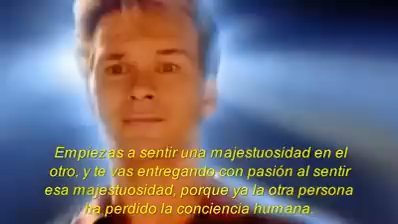 Empiezas a sentir una majestuosidad en el
otro, y te vas entregando con pasión al sentir
esa majestuosidad, porque ya la otra persona
ha perdido la conciencia humana.